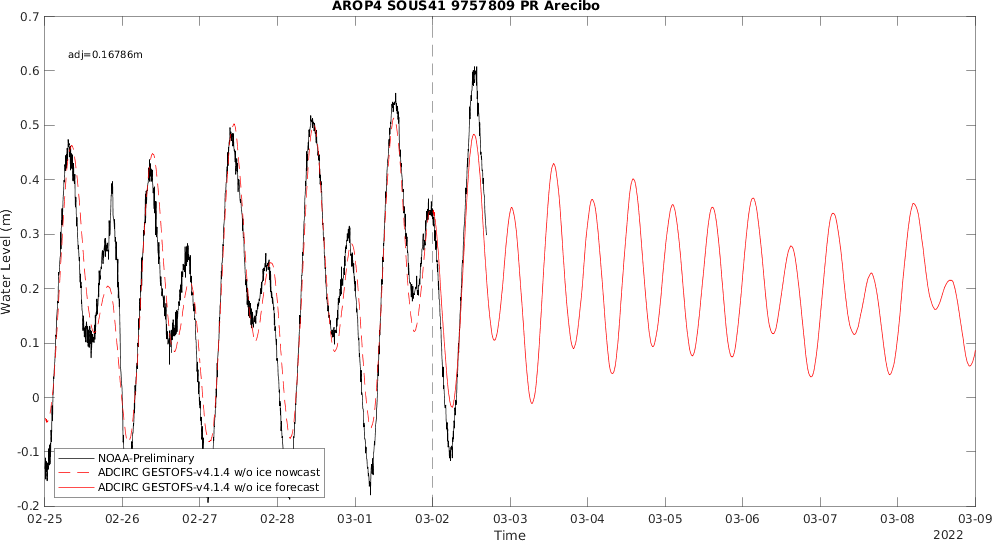 AROP4 SOUS41 9757809 PR Arecibo
0.7
adj=0.16786m
0.6
0.5
0.4
0.3
0.2
0.1
0
-0.1
-0.2
Water Level (m)
NOAA-Preliminary
ADCIRC GESTOFS-v4.1.4 w/o ice nowcast
ADCIRC GESTOFS-v4.1.4 w/o ice forecast
02-25 02-26 02-27 02-28 03-01 03-02 03-03 03-04 03-05 03-06 03-07 03-08 03-09
Time
2022